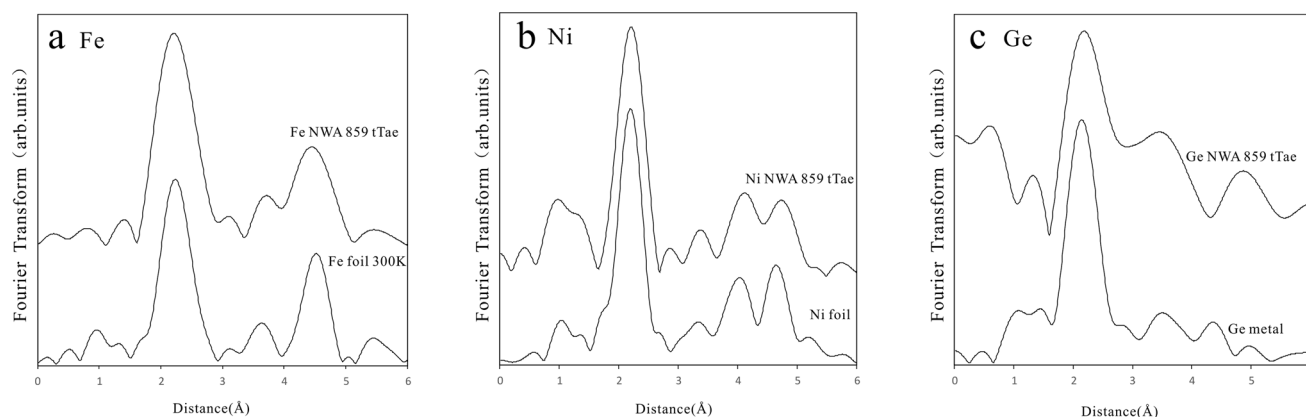 a Fe
Fourier Transform (arb.units)
Fe NWA 859 tTae
Fe foil 300K
0 1 2 3 4 5 6
Distance(Å)
b Ni
Fourier Transform (arb.units)
Ni NWA 859 tTae
Ni foil
0 1 2 3 4 5 6
Distance(Å)
c Ge
Fourier Transform (arb.units)
Ge NWA 859 tTae
Ge metal
0 1 2 3 4 5
Distance(Å)